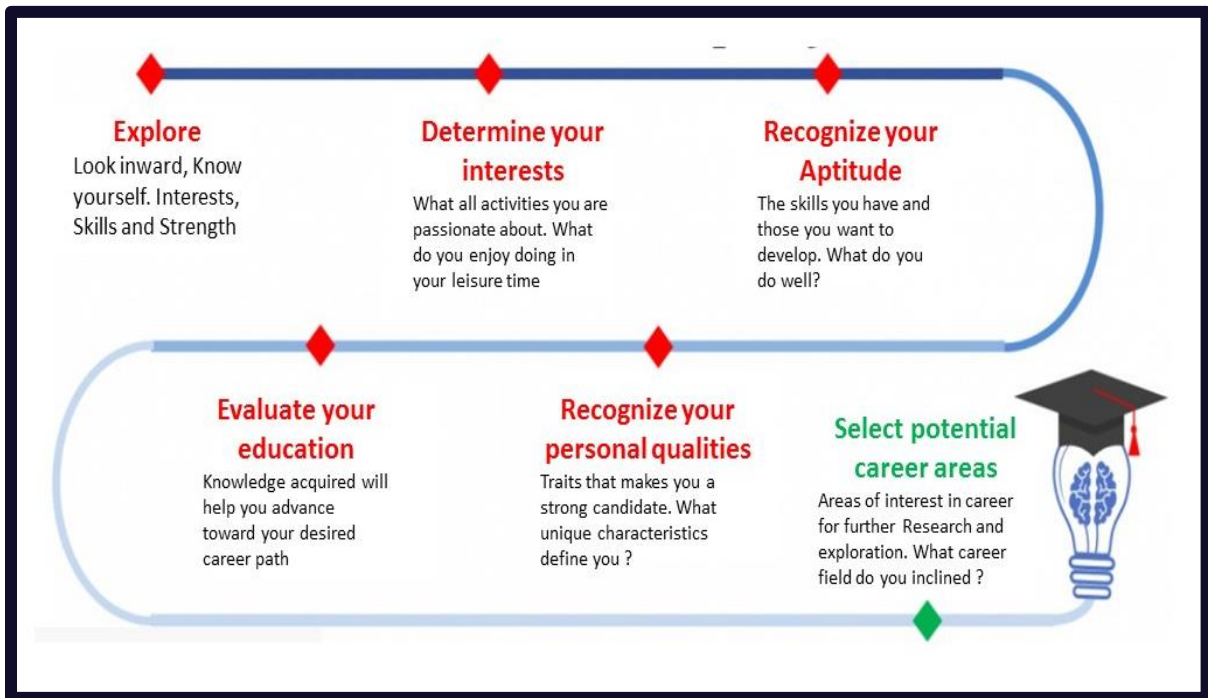 Explore
Look inward, Know
yourself. Interests,
Skills and Strength
Determine your
interests
What all activities you are
passionate about. What
do you enjoy doing in
your leisure time
Recognize your
Aptitude
The skills you have and
those you want to
develop. What do you
do well?
Evaluate your
education
Knowledge acquired will
help you advance
toward your desired
career path
Recognize your
personal qualities
Traits that makes you a
strong candidate. What
unique characteristics
define you ?
Select potential
career areas
Areas of interest in career
for further Research and
exploration. What career
field do you inclined ?